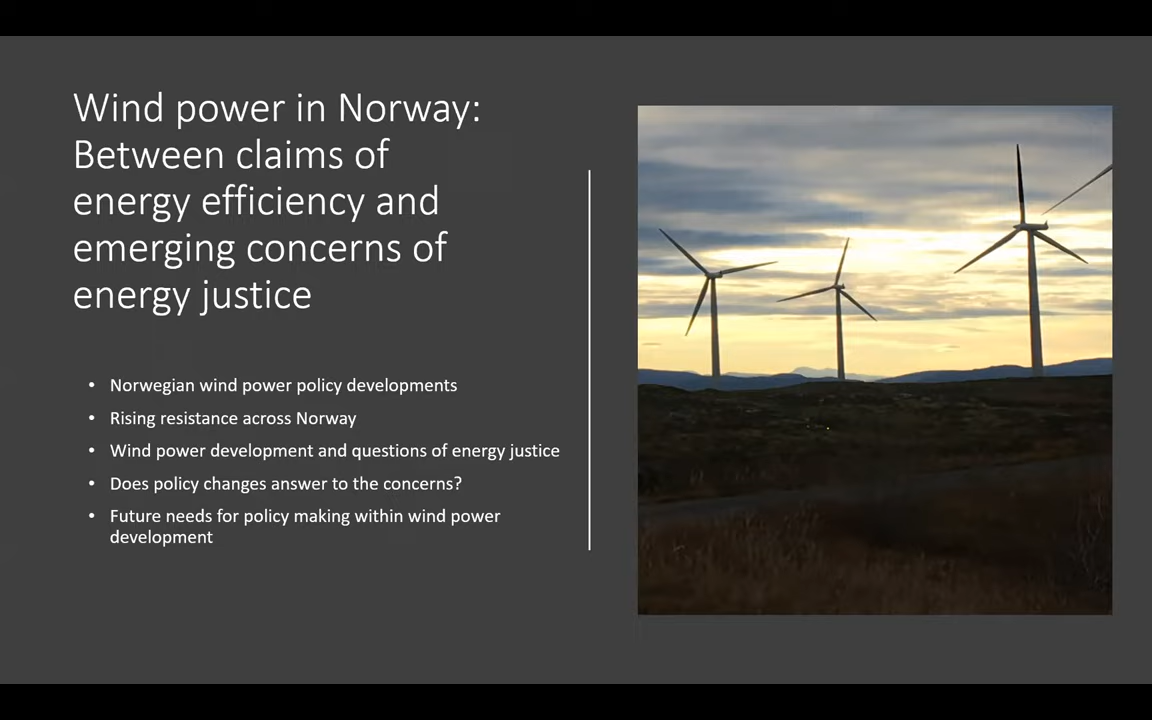 Wind power in Norway:
Between claims of
energy efficiency and
emerging concerns of
energy justice
• Norwegian wind power policy developments
• Rising resistance across Norway
• Wind power development and questions of energy justice
• Does policy changes answer to the concerns?
• Future needs for policy making within wind power
development